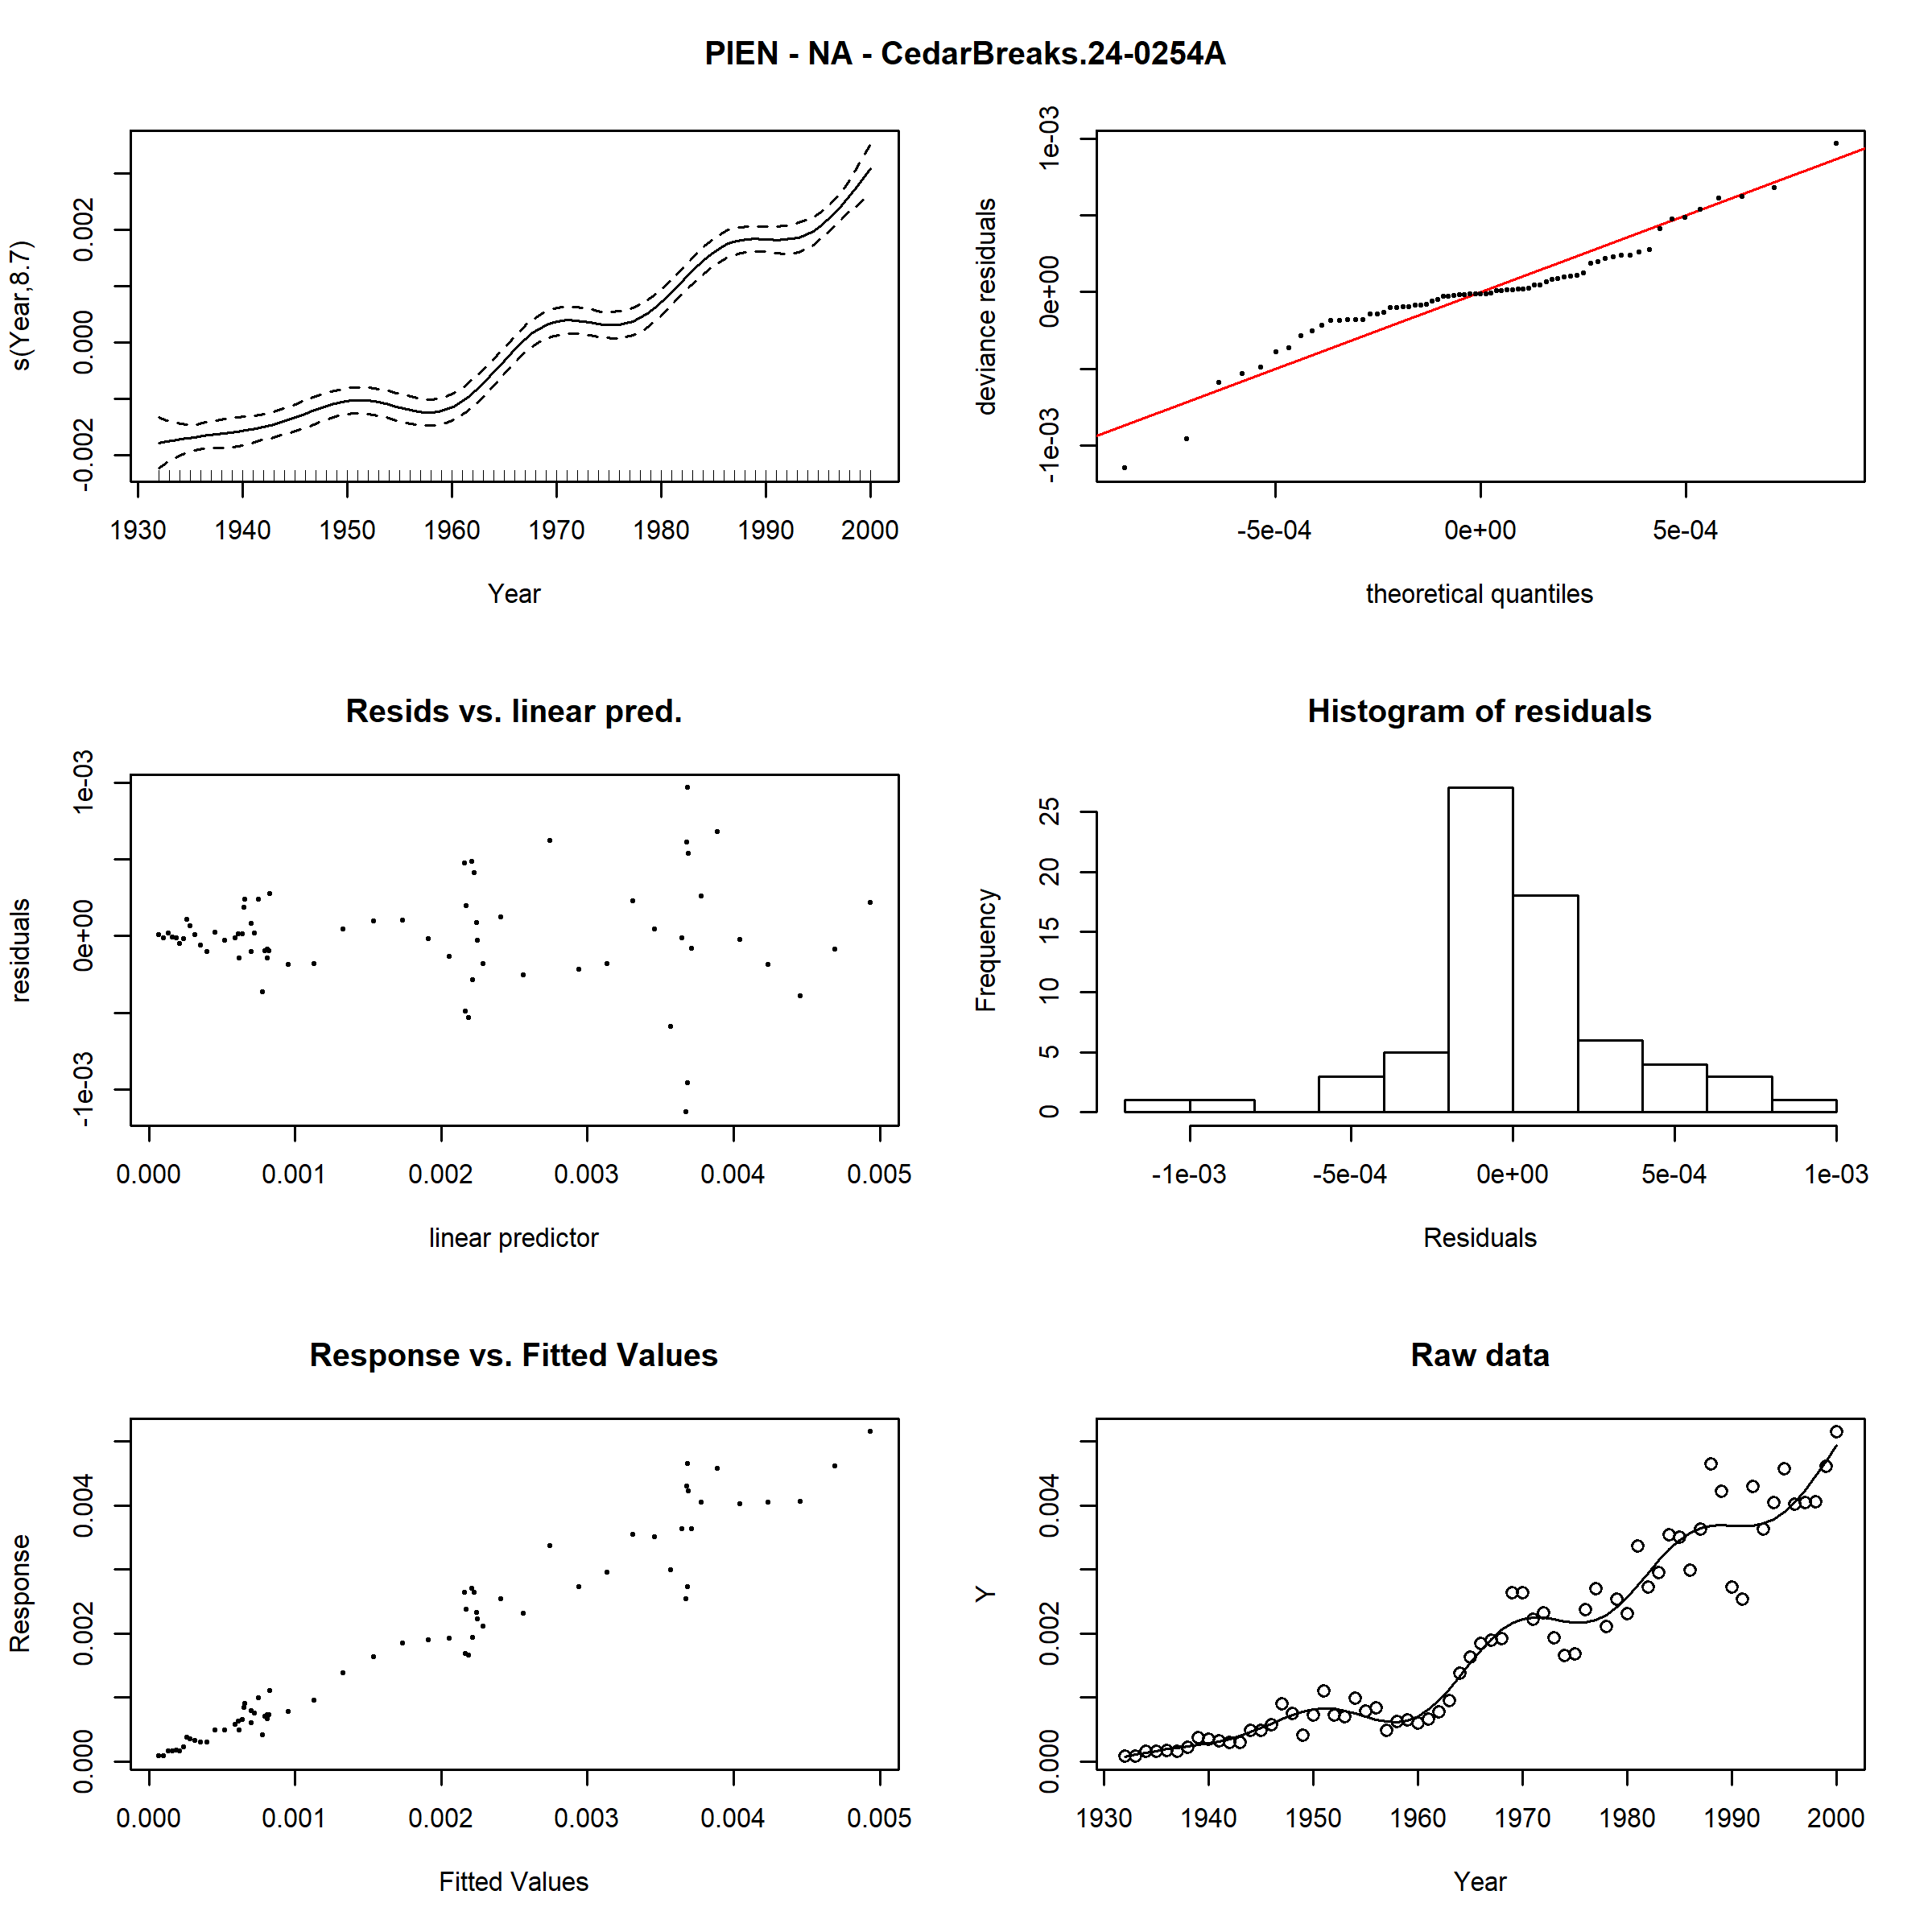 PIEN - NA - CedarBreaks.24-0254A
s(Year,8.7)
-0.002 0.000 0.002
1930 1940 1950 1960 1970 1980 1990 2000
Year
deviance residuals
-1e-03 0e+00 1e-03
-5e-04 0e+00 5e-04
theoretical quantiles
Resids vs. linear pred.
residuals
-1e-03 0e+00 1e-03
0.000 0.001 0.002 0.003 0.004 0.005
linear predictor
Histogram of residuals
Frequency
0 5 10 15 20 25
-1e-03 -5e-04 0e+00 5e-04 1e-03
Residuals
Response vs. Fitted Values
Response
0.000 0.002 0.004
0.000 0.001 0.002 0.003 0.004 0.005
Fitted Values
Raw data
Y
0.000 0.002 0.004
1930 1940 1950 1960 1970 1980 1990 2000
Year